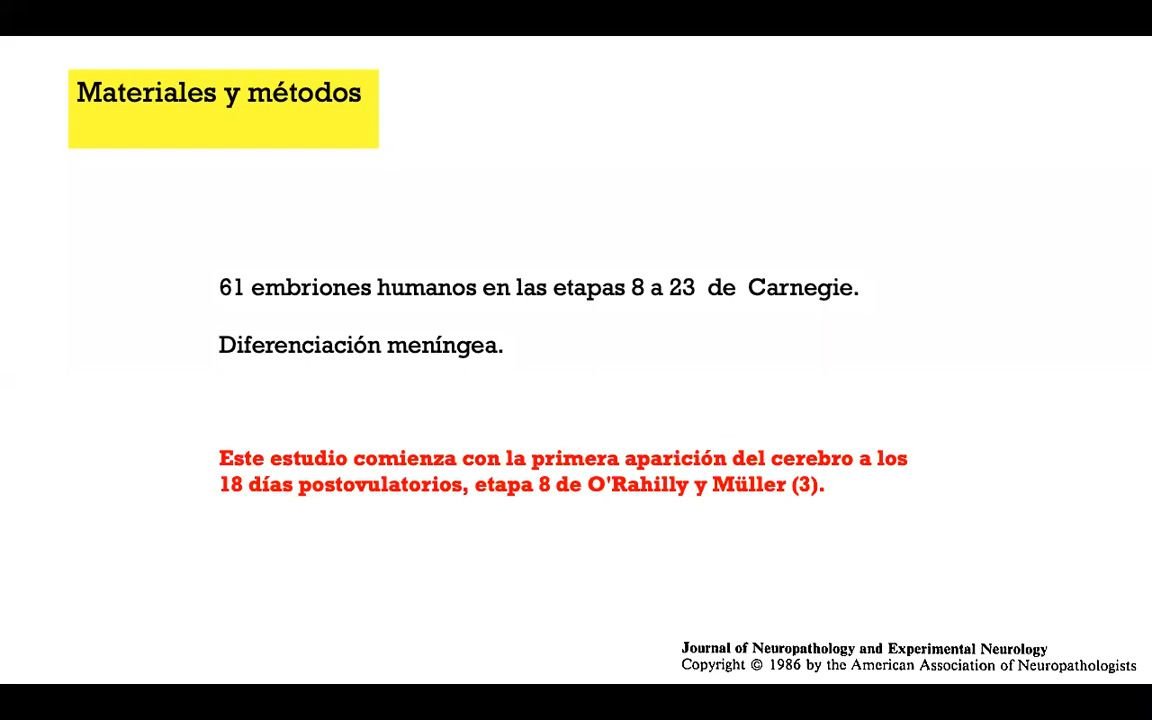 Materiales y métodos
61 embriones humanos en las etapas 8 a 23 de Carnegie.
Diferenciación meníngea.
Este estudio comienza con la primera aparición del cerebro a los
18 días postovulatorios, etapa 8 de O'Rahilly y Müller (3).
Journal of Neuropathology and Experimental Neurology
Copyright © 1986 by the American Association of Neuropathologists